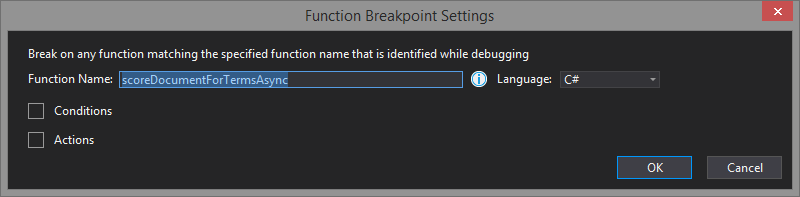 Function Breakpoint Settings
Break on any function matching the specified function name that is identified while debugging
Function Name: scoreDocumentForTermsAsync Language: C#
Conditions
Actions
OK Cancel